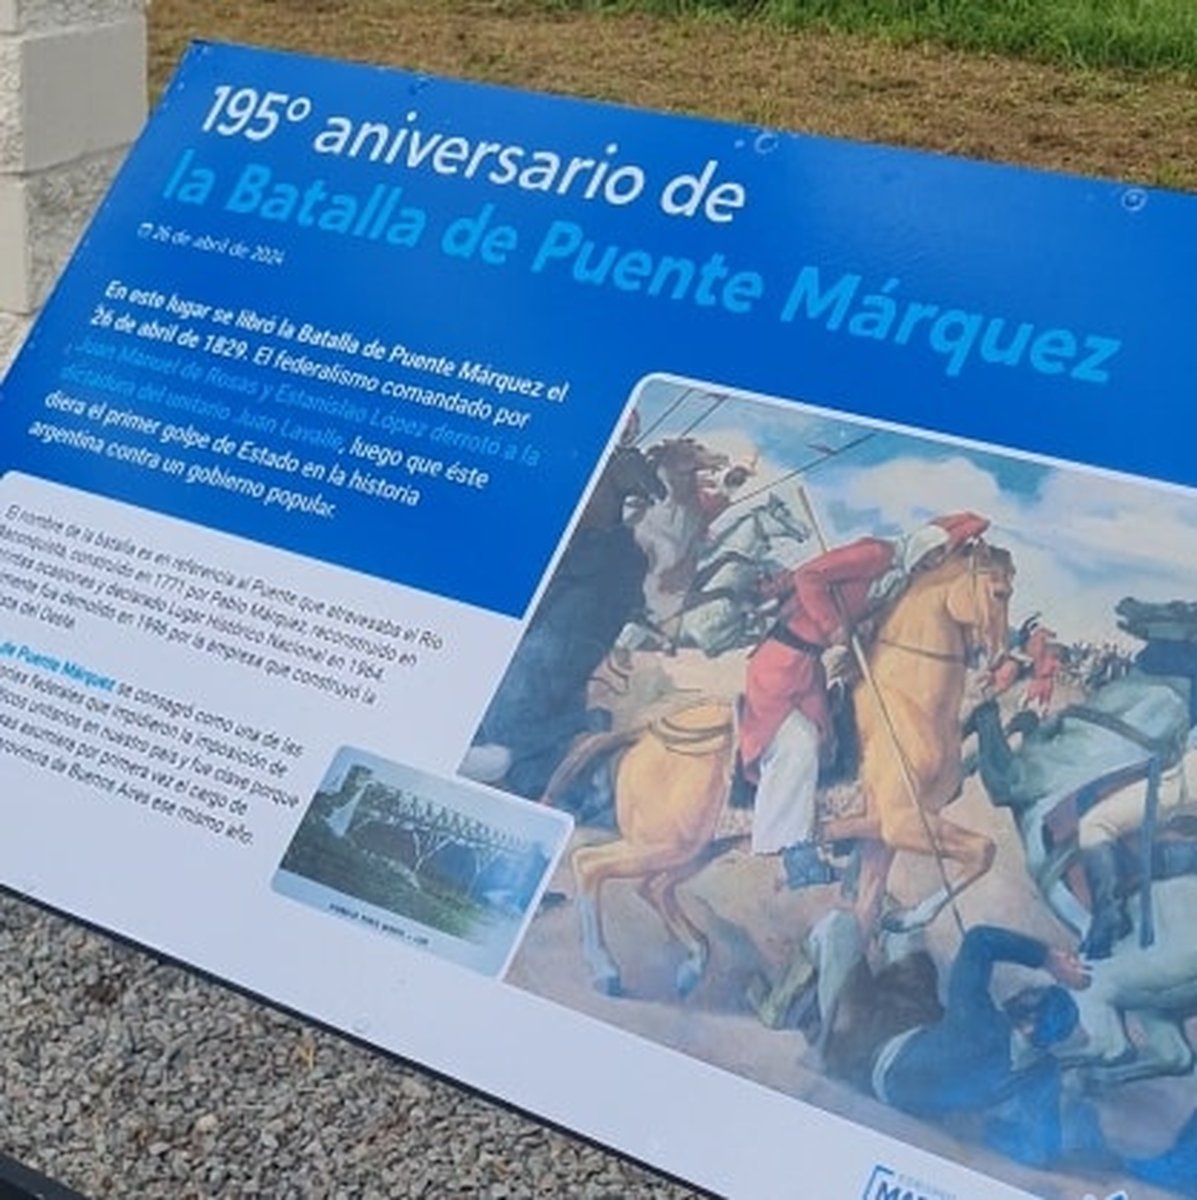 195º aniversario de
la Batalla de Puente Márquez
26 de abril de 2024
En este lugar se libró la Batalla de Puente Márquez el
26 de abril de 1829. El federalismo comandado por
Juan Manuel de Rosas y Estanislao López derrotó a la
dictadura del unitario Juan Lavalle, luego que éste
diera el primer golpe de Estado en la historia
argentina contra un gobierno popular.
El nombre de la batalla es en referencia al Puente que atravesaba el Río
construido en 1771 por Pablo Márquez, reconstruido en
ocasiones y declarado Lugar Histórico Nacional en 1964.
fue demolido en 1996 por la empresa que construyó la
del Oeste.
de Puente Márquez se consagró como una de las
federales que impidieron la imposición de
unitarios en nuestro país y fue clave porque
asumiera por primera vez el cargo de
provincia de Buenos Aires ese mismo año.